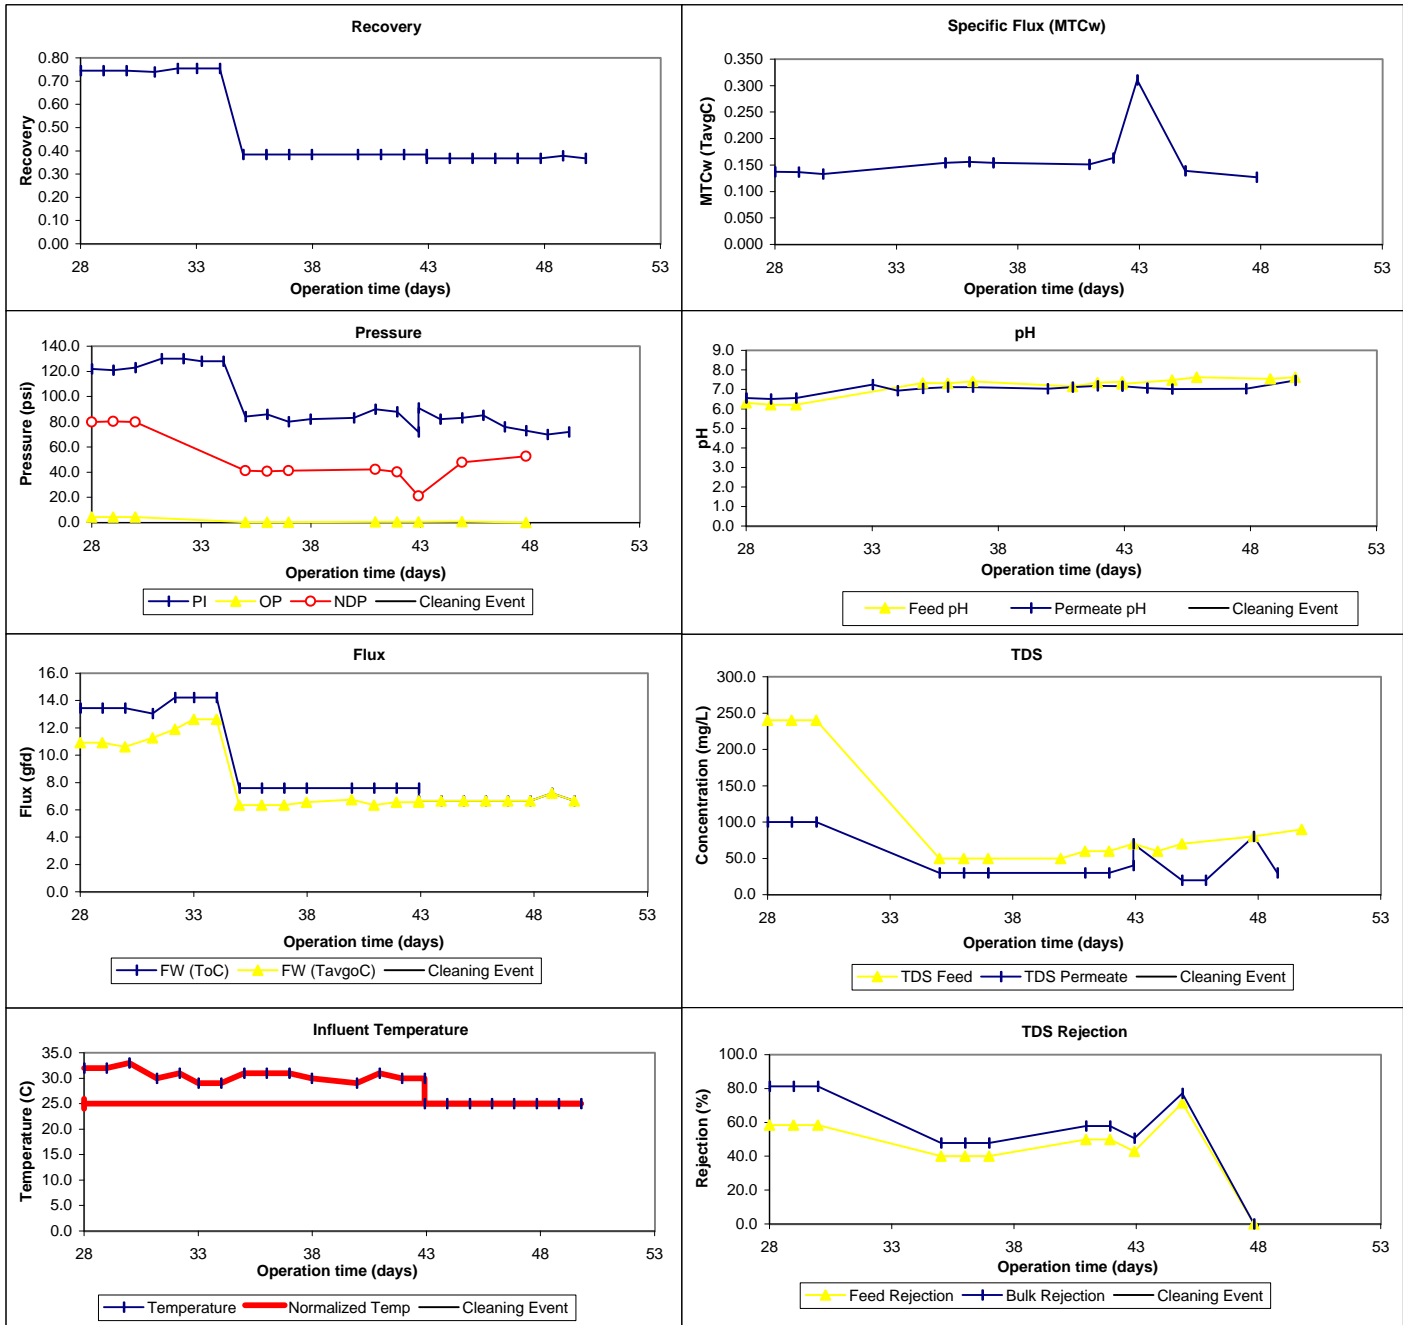 Recovery
0.80
0.70
0.60
0.50
0.40
0.30
0.20
0.10
0.00
Recovery
28 33 38 43 48 53
Operation time (days)
Specific Flux (MTCw)
0.350
0.300
0.250
0.200
0.150
0.100
0.050
0.000
MTCw (TavgC)
28 33 38 43 48 53
Operation time (days)
Pressure
140.0
120.0
100.0
80.0
60.0
40.0
20.0
0.0
Pressure (psi)
28 33 38 43 48 53
Operation time (days)
PI OP NDP Cleaning Event
pH
9.0
8.0
7.0
6.0
5.0
4.0
3.0
2.0
1.0
0.0
pH
28 33 38 43 48 53
Operation time (days)
Feed pH Permeate pH Cleaning Event
Flux
16.0
14.0
12.0
10.0
8.0
6.0
4.0
2.0
0.0
Flux (gfd)
28 33 38 43 48 53
Operation time (days)
FW (ToC) FW (TavgoC) Cleaning Event
TDS
300.0
250.0
200.0
150.0
100.0
50.0
0.0
Concentration (mg/L)
28 33 38 43 48 53
Operation time (days)
TDS Feed TDS Permeate Cleaning Event
Influent Temperature
35.0
30.0
25.0
20.0
15.0
10.0
5.0
0.0
Temperature (C)
28 33 38 43 48 53
Operation time (days)
Temperature Normalized Temp Cleaning Event
TDS Rejection
100.0
80.0
60.0
40.0
20.0
0.0
Rejection (%)
28 33 38 43 48 53
Operation time (days)
Feed Rejection Bulk Rejection Cleaning Event